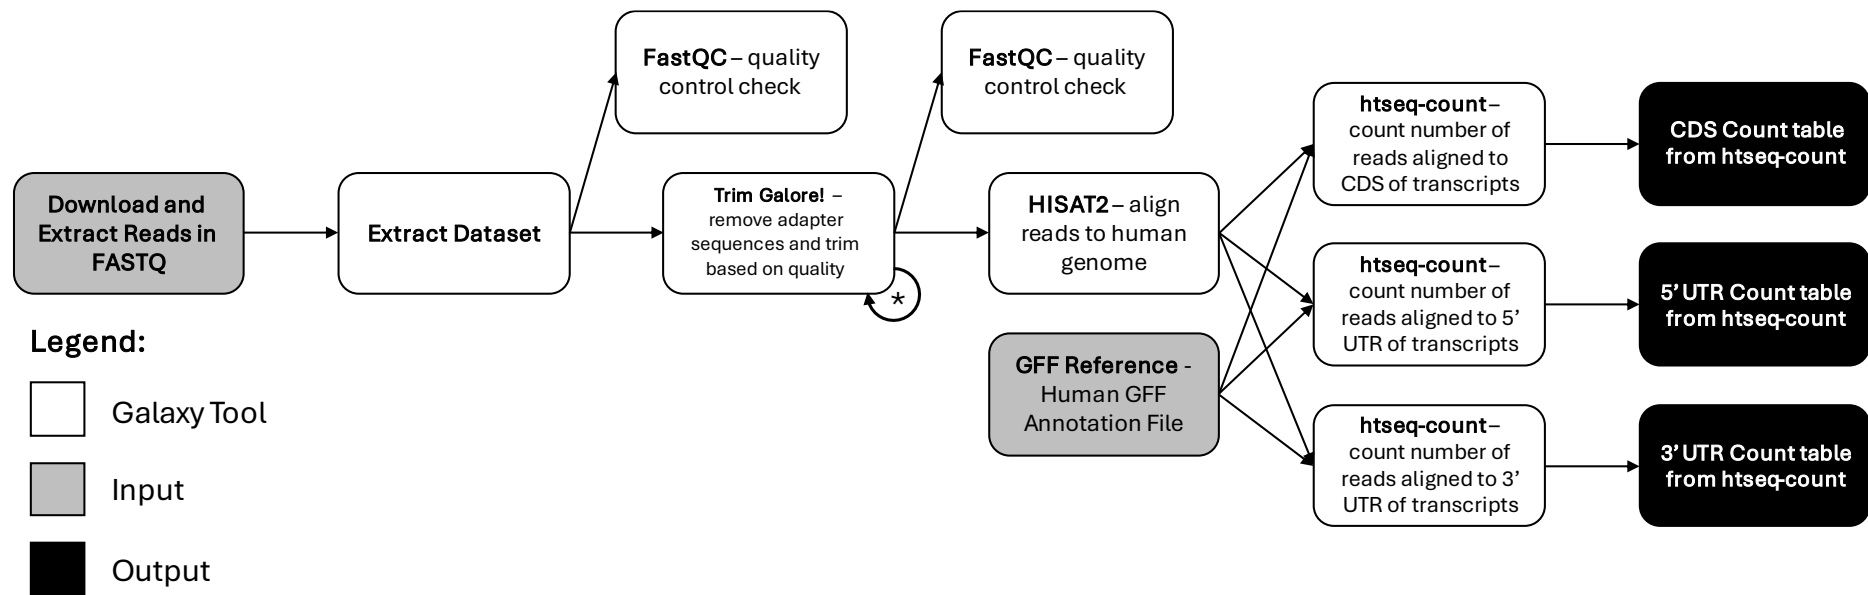 FastQC – quality
control check
FastQC – quality
control check
Download and
Extract Reads in
FASTQ
Extract Dataset
Trim Galore! –
remove adapter
sequences and trim
based on quality
*
HISAT2 – align
reads to human
genome
GFF Reference -
Human GFF
Annotation File
htseq-count –
count number of
reads aligned to
CDS of transcripts
CDS Count table
from htseq-count
htseq-count –
count number of
reads aligned to 5’
UTR of transcripts
5’ UTR Count table
from htseq-count
htseq-count –
count number of
reads aligned to 3’
UTR of transcripts
3’ UTR Count table
from htseq-count
Legend:
Galaxy Tool
Input
Output